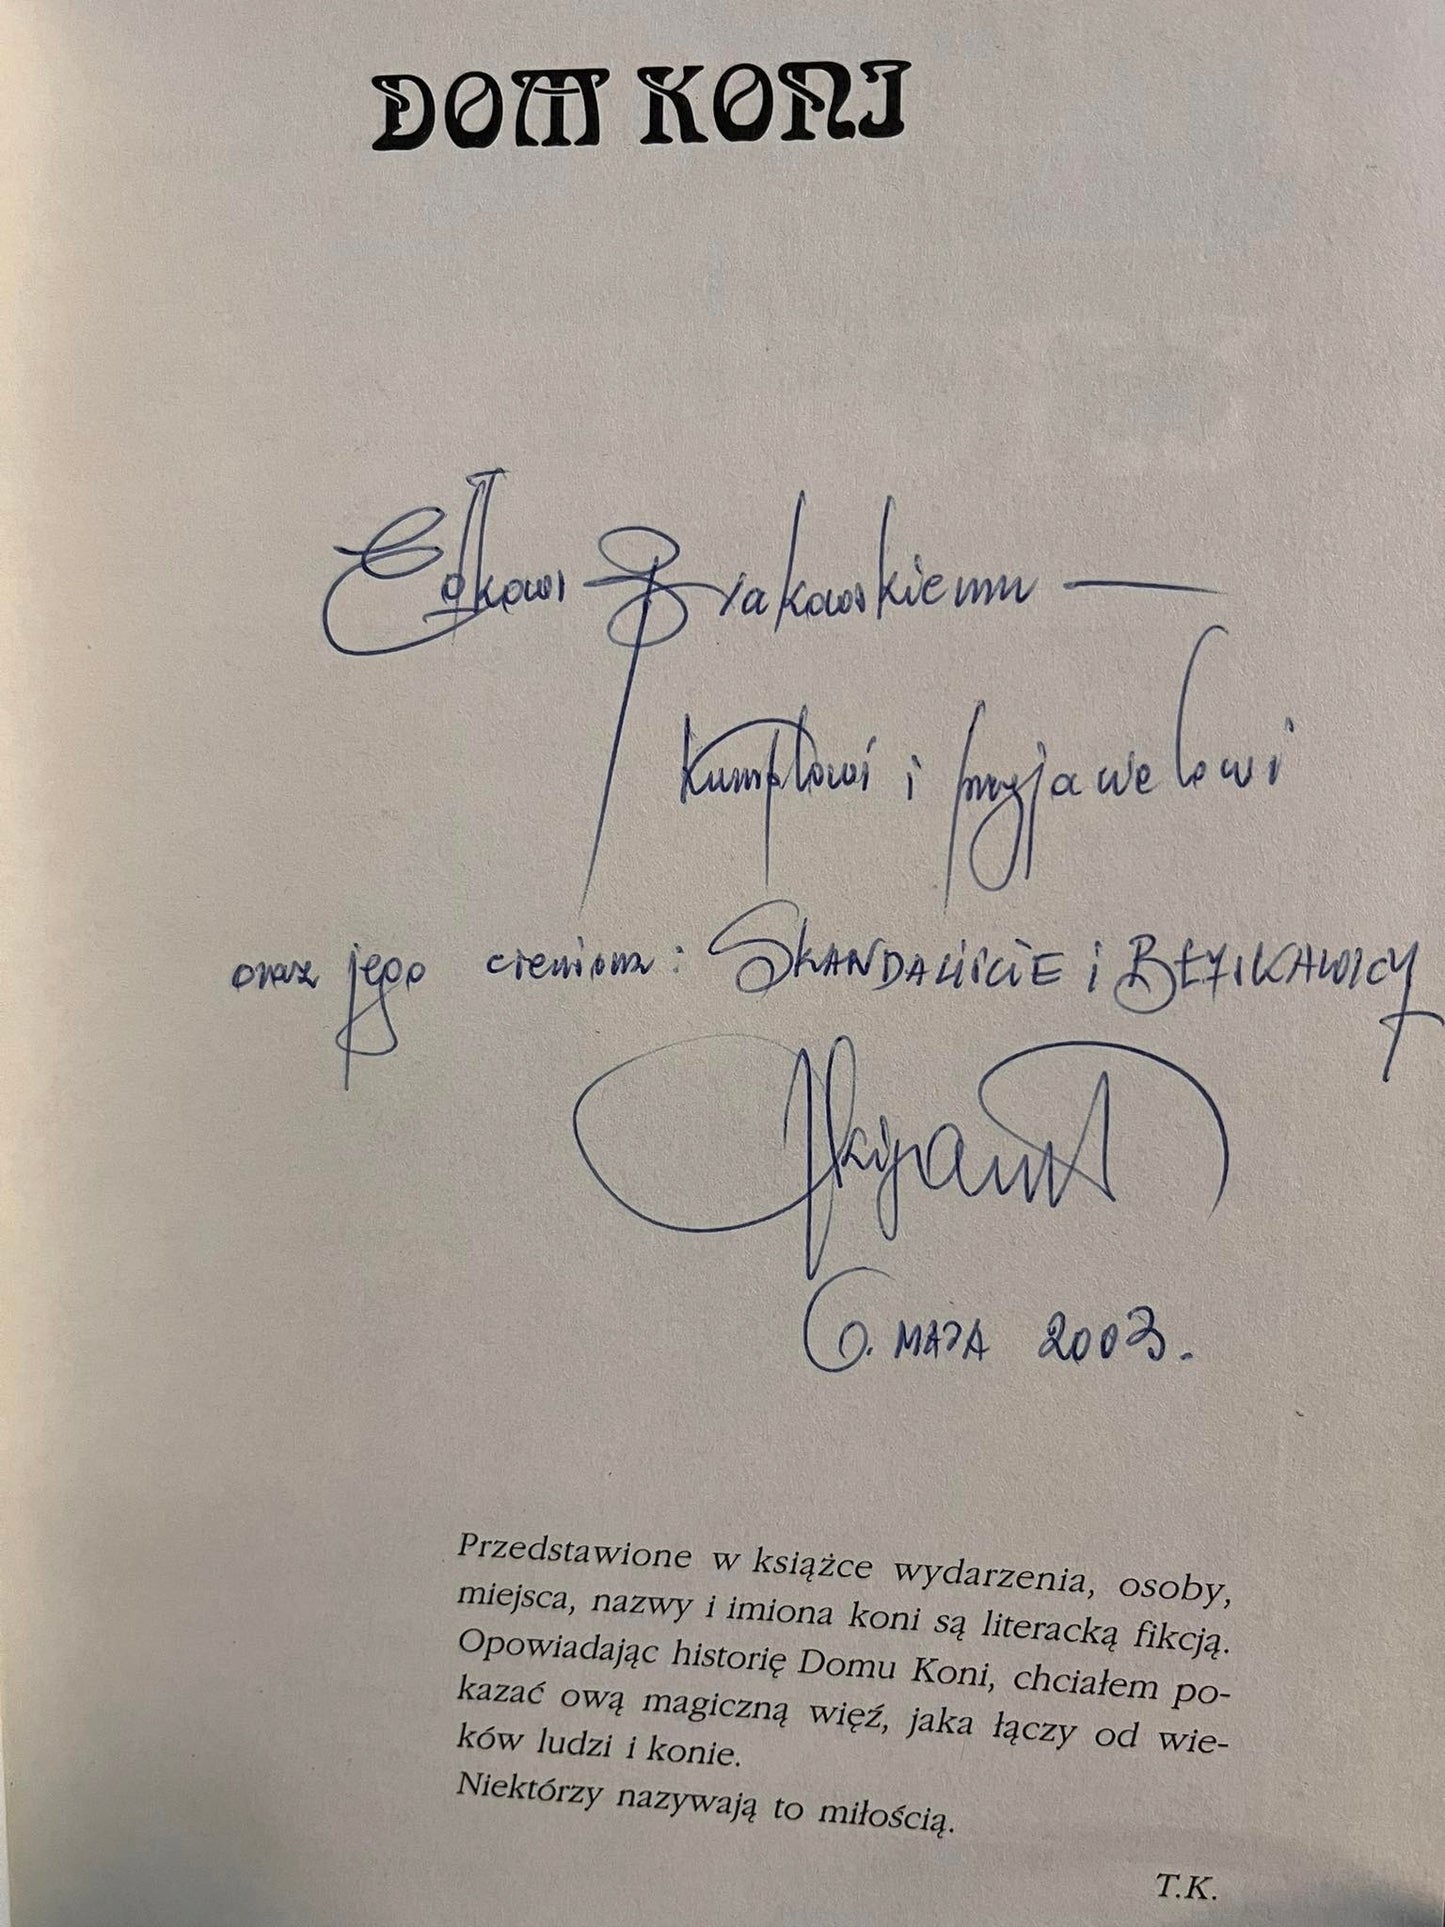 DOM KONI
Edkowi Brakowskiemu —
Kumplowi i przyjacielowi
oraz jego cieniom: SKANDALIŚCIE i BŁYSKAWICY
6. MAJA 2003.
Przedstawione w książce wydarzenia, osoby,
miejsca, nazwy i imiona koni są literacką fikcją.
Opowiadając historię Domu Koni, chciałem po-
kazać ową magiczną więź, jaka łączy od wie-
ków ludzi i konie.
Niektórzy nazywają to miłością.
T.K.